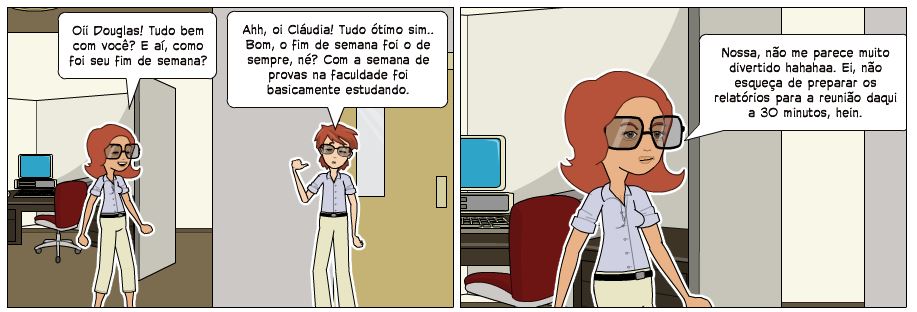 Oii Douglas! Tudo bem
com você? E aí, como
foi seu fim de semana?
Ahh, oi Cláudia! Tudo ótimo sim..
Bom, o fim de semana foi o de
sempre, né? Com a semana de
provas na faculdade foi
basicamente estudando.
Nossa, não me parece muito
divertido hahahaa. Ei, não
esqueça de preparar os
relatórios para a reunião daqui
a 30 minutos, hein.